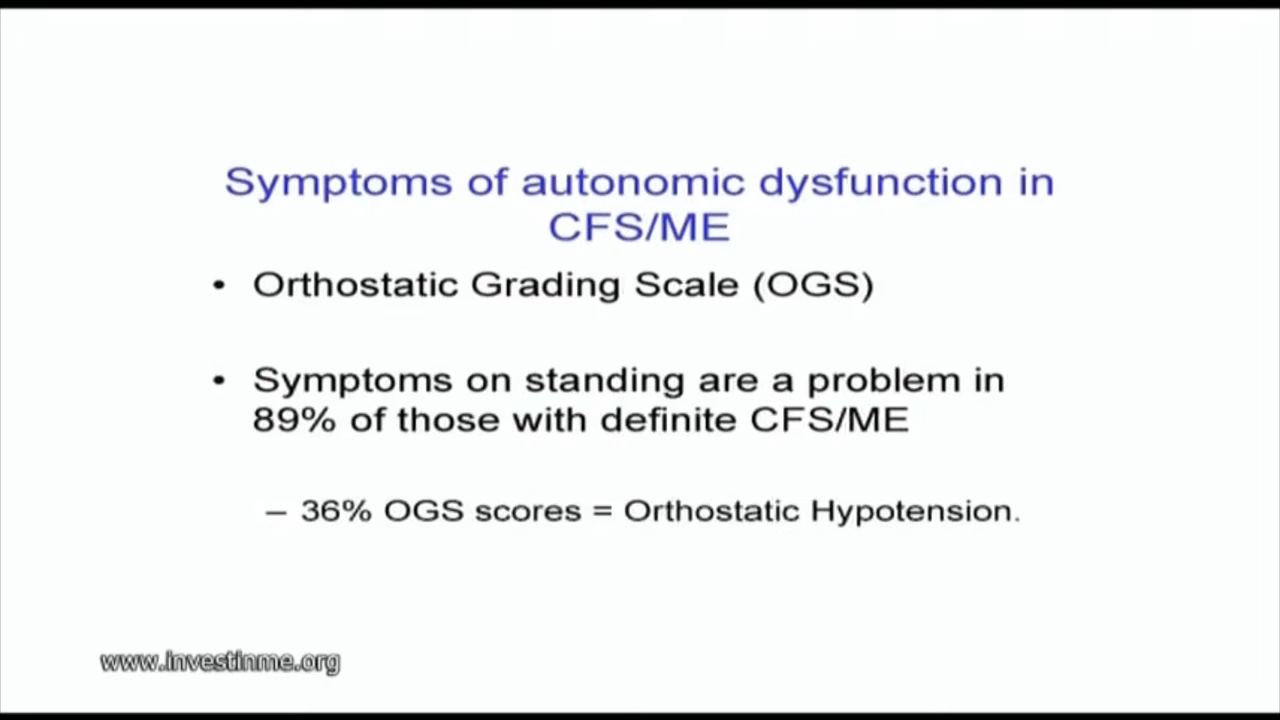 Symptoms of autonomic dysfunction in
CFS/ME
• Orthostatic Grading Scale (OGS)
• Symptoms on standing are a problem in
89% of those with definite CFS/ME
– 36% OGS scores = Orthostatic Hypotension.
www.investinme.org